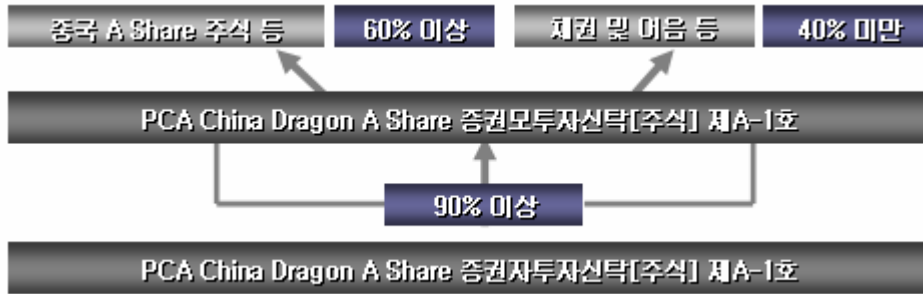 중국 A Share 주식 등 60% 이상 채권 및 어음 등 40% 미만
PCA China Dragon A Share 증권모투자신탁[주식] 제A-1호
90% 이상
PCA China Dragon A Share 증권자투자신탁[주식] 제A-1호